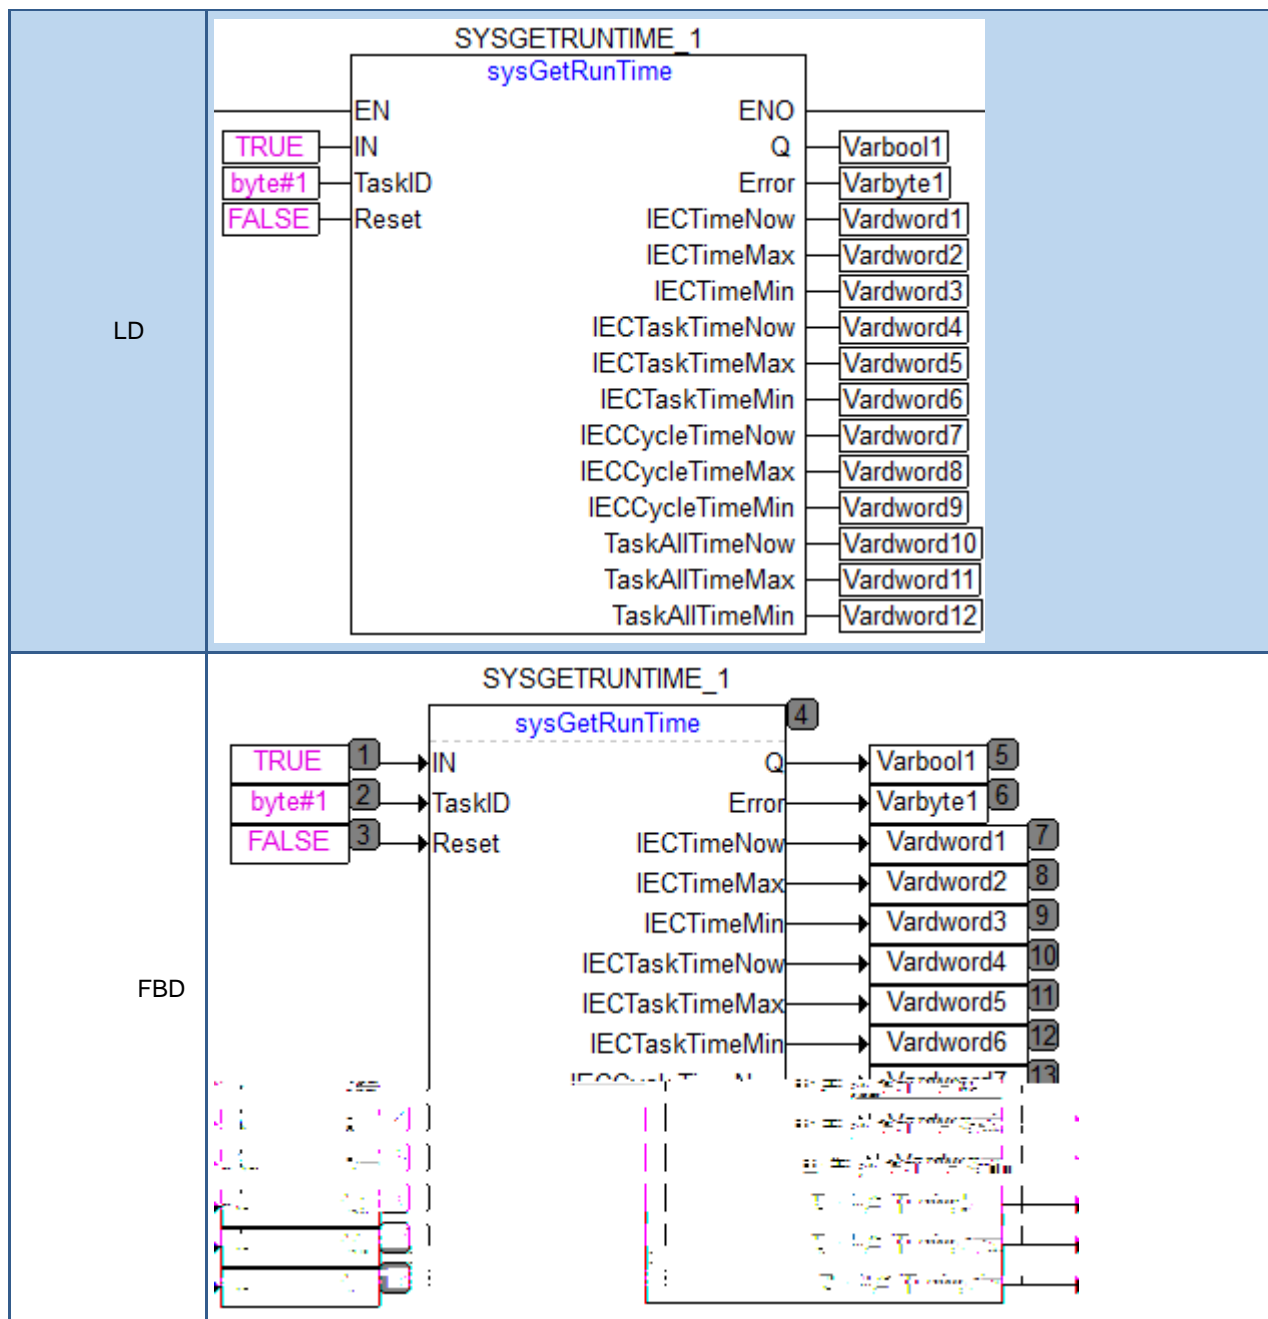 LD
SYSGETRUNTIME_1
sysGetRunTime
EN ENO
TRUE IN Q Varbool1
byte#1 TaskID Error Varbyte1
FALSE Reset IECTimeNow Vardword1
IECTimeMax Vardword2
IECTimeMin Vardword3
IECTaskTimeNow Vardword4
IECTaskTimeMax Vardword5
IECTaskTimeMin Vardword6
IECCycleTimeNow Vardword7
IECCycleTimeMax Vardword8
IECCycleTimeMin Vardword9
TaskAllTimeNow Vardword10
TaskAllTimeMax Vardword11
TaskAllTimeMin Vardword12
FBD
SYSGETRUNTIME_1
sysGetRunTime 4
TRUE 1 IN Q Varbool1 5
byte#1 2 TaskID Error Varbyte1 6
FALSE 3 Reset IECTimeNow Vardword1 7
IECTimeMax Vardword2 8
IECTimeMin Vardword3 9
IECTaskTimeNow Vardword4 10
IECTaskTimeMax Vardword5 11
IECTaskTimeMin Vardword6 12
13